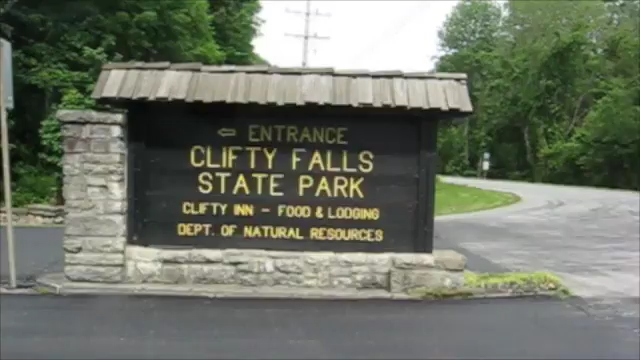 ⇦ ENTRANCE
CLIFTY FALLS
STATE PARK
CLIFTY INN - FOOD & LODGING
DEPT. OF NATURAL RESOURCES